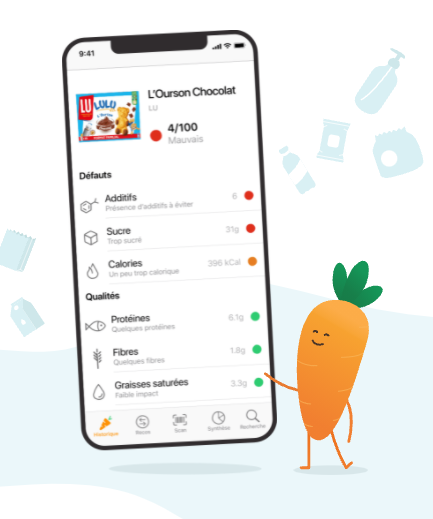 9:41
LU
LULU
L'Ourson Chocolat
LU
4/100
Mauvais
Défauts
Additifs
Présence d'additifs à éviter
6
Sucre
Trop sucré
31g
Calories
Un peu trop calorique
396 kCal
Qualités
Protéines
Quelques protéines
6.1g
Fibres
Quelques fibres
1.8g
Graisses saturées
Faible impact
3.3g
Historique
Recos
Scan
Synthèse
Recherche